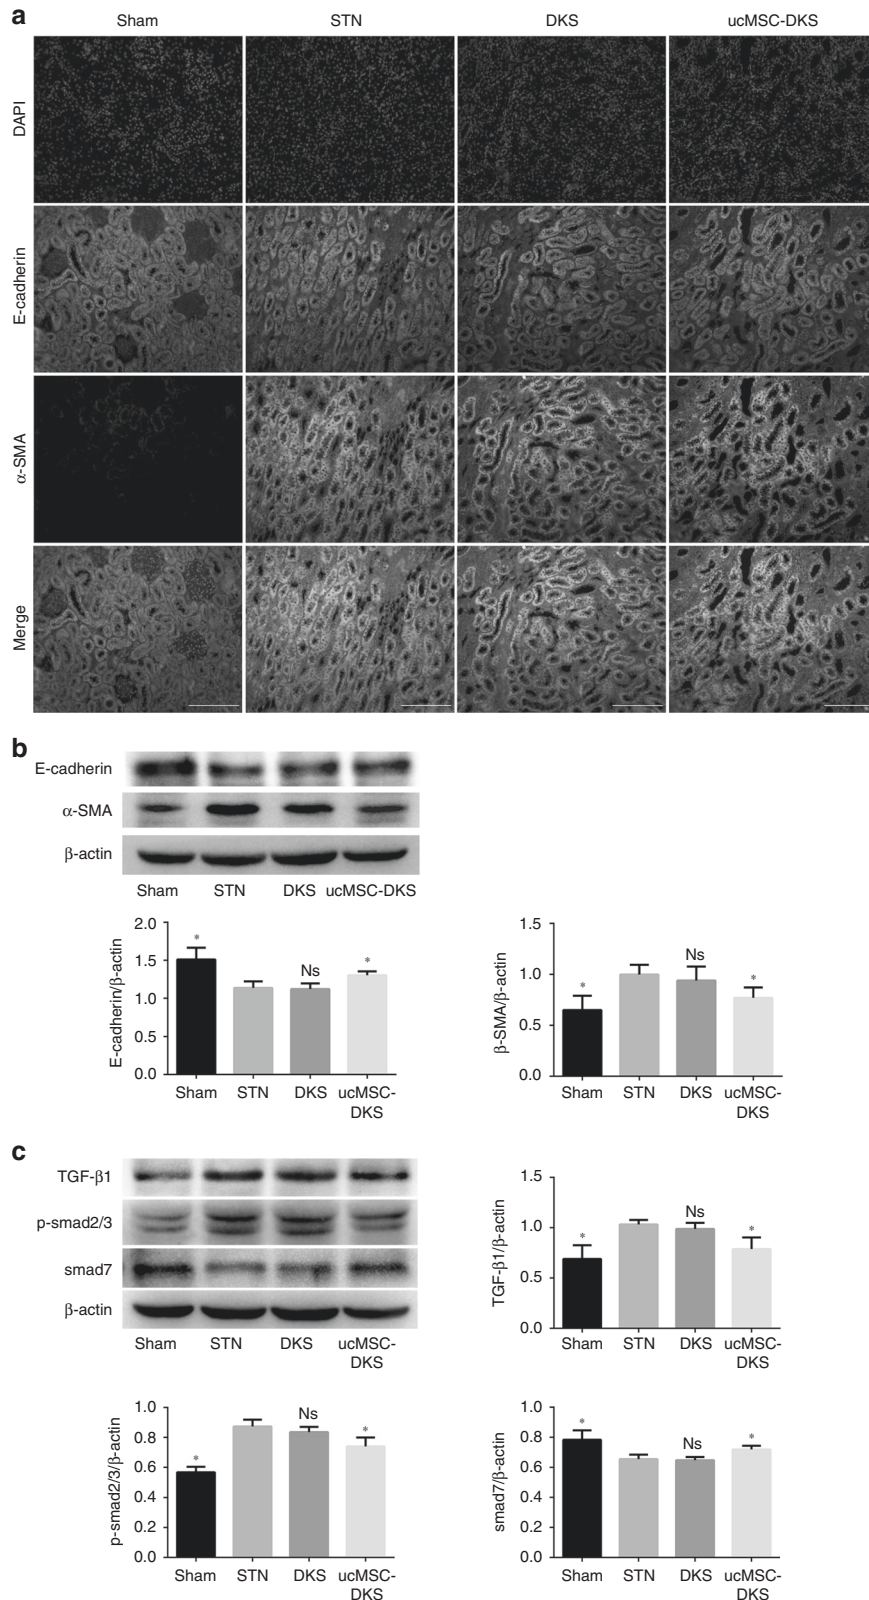 a
Sham STN DKS ucMSC-DKS
DAPI
E-cadherin
α-SMA
Merge
b
E-cadherin
α-SMA
β-actin
Sham STN DKS ucMSC-DKS
E-cadherin/β-actin
2.0
1.5
1.0
0.5
0.0
*
Ns
*
Sham STN DKS ucMSC-
DKS
β-SMA/β-actin
1.5
1.0
0.5
0.0
*
Ns
*
Sham STN DKS ucMSC-
DKS
c
TGF-β1
p-smad2/3
smad7
β-actin
Sham STN DKS ucMSC-
DKS
TGF-β1/β-actin
1.5
1.0
0.5
0.0
*
Ns
*
Sham STN DKS ucMSC-
DKS
p-smad2/3/β-actin
1.0
0.8
0.6
0.4
0.2
0.0
*
Ns
*
Sham STN DKS ucMSC-
DKS
smad7/β-actin
1.0
0.8
0.6
0.4
0.2
0.0
*
Ns
*
Sham STN DKS ucMSC-
DKS